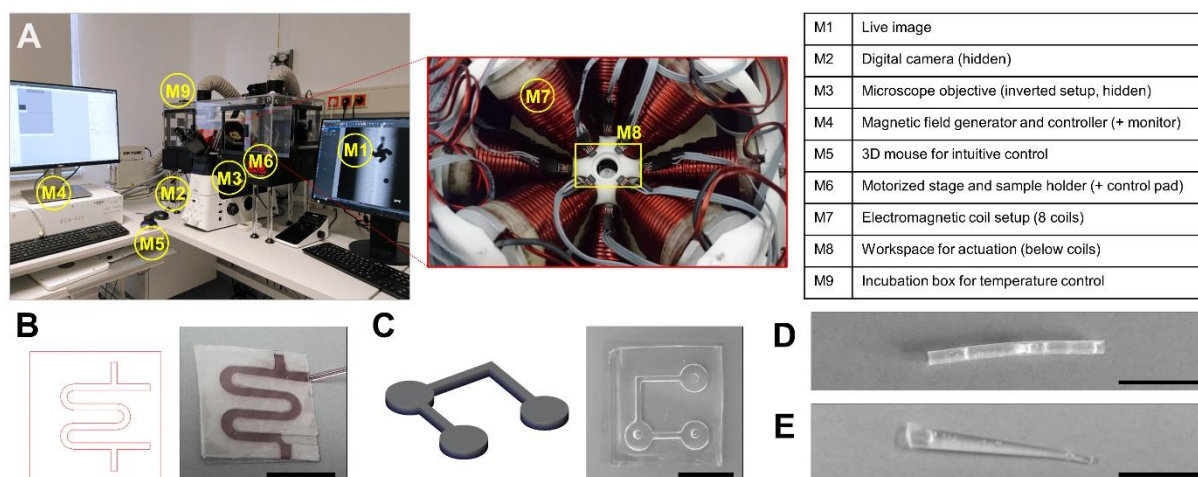 A
M9
M4
M2
M3
M6
M1
M5
M7
M8
M1 Live image
M2 Digital camera (hidden)
M3 Microscope objective (inverted setup, hidden)
M4 Magnetic field generator and controller (+ monitor)
M5 3D mouse for intuitive control
M6 Motorized stage and sample holder (+ control pad)
M7 Electromagnetic coil setup (8 coils)
M8 Workspace for actuation (below coils)
M9 Incubation box for temperature control
B
C
D
E